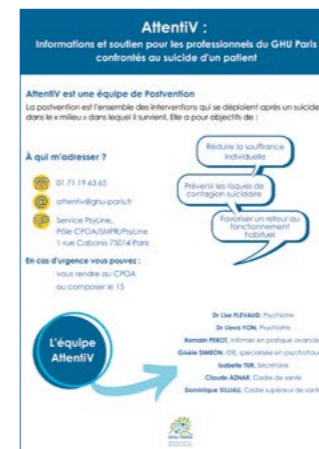 AttentiV :
Informations et soutien pour les professionnels du GHU Paris
confrontés au suicide d'un patient
AttentiV est une équipe de Postvention
La postvention est l'ensemble des interventions qui se déploient après un suicide
dans le « milieu » dans lequel il survient. Elle a pour objectifs de :
Réduire la souffrance
individuelle
Prévenir les risques de
contagion suicidaire
Favoriser un retour au
fonctionnement
habituel
À qui m'adresser ?
01 71 19 63 65
attentiv@ghu-paris.fr
Service PsyLine,
Pôle CPOA/SMPR/PsyLine
1 rue Cabanis 75014 Paris
En cas d'urgence vous pouvez :
vous rendre au CPOA
ou composer le 15
L'équipe
AttentiV
Dr Lise FLEVAUD, Psychiatre
Dr Liova YON, Psychiatre
Romain PEROT, Infirmier en pratique avancée
Gisèle SIMEON, IDE, spécialisée en psychotrau
Isabelle TUR, Secrétaire
Claude AZNAR, Cadre de santé
Dominique SILLIAU, Cadre supérieur de santé
GHU PARIS